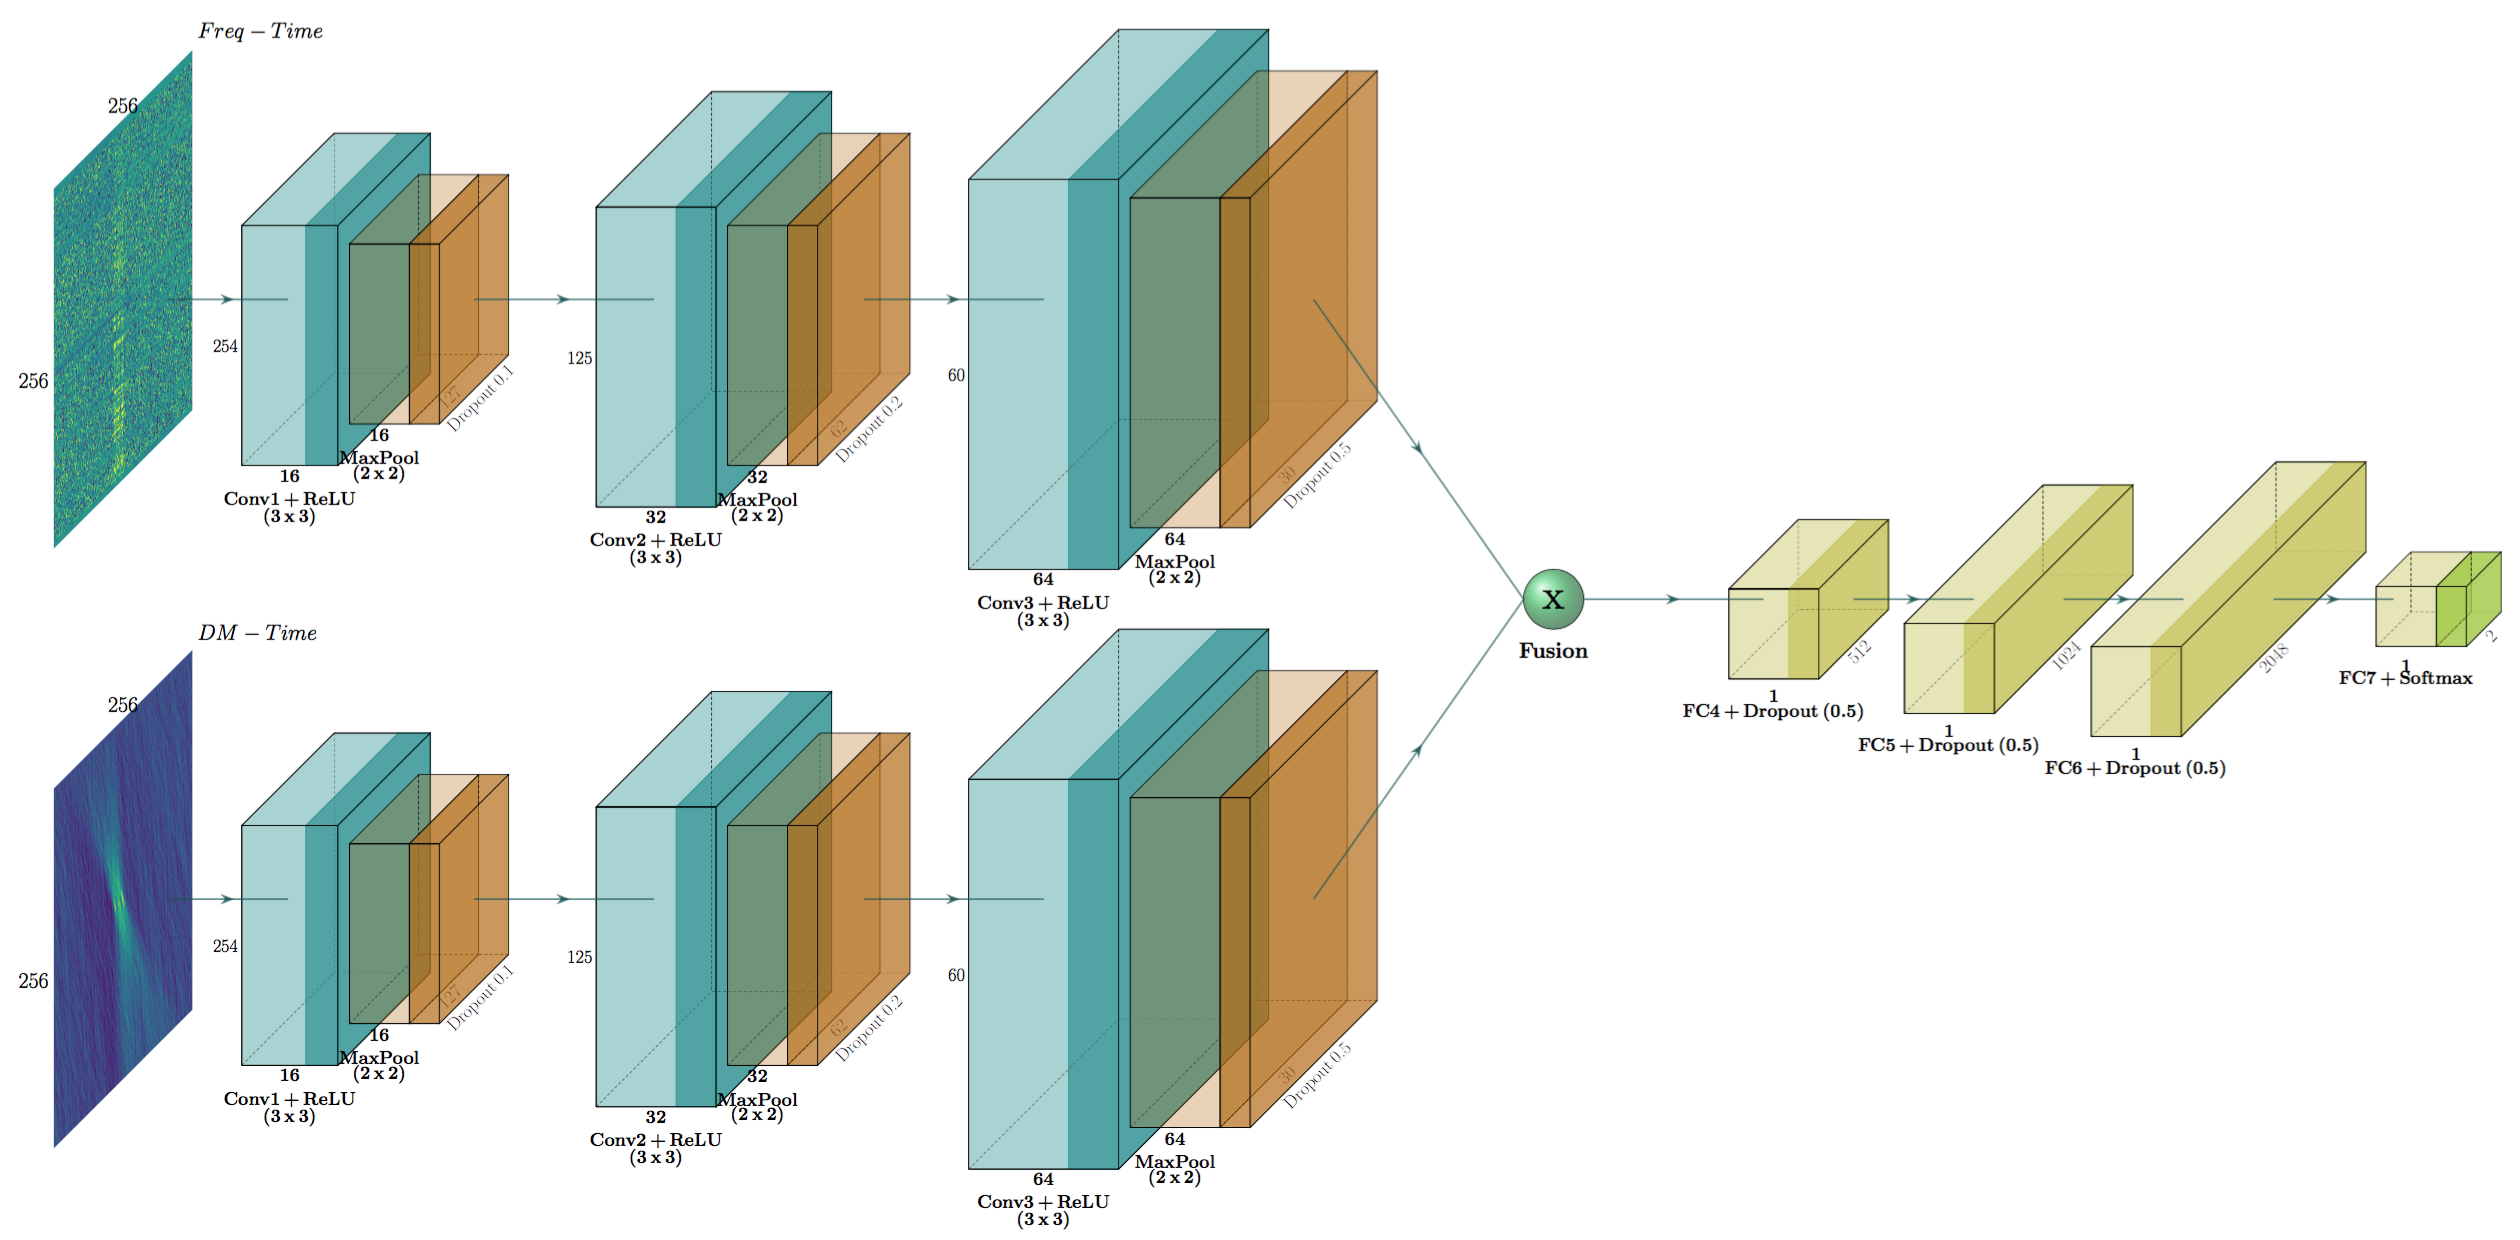 Freq − Time
256
256
254
16
Conv1 + ReLU
(3 x 3)
16
MaxPool
(2 x 2)
127
Dropout 0.1
125
32
Conv2 + ReLU
(3 x 3)
32
MaxPool
(2 x 2)
62
Dropout 0.2
60
64
Conv3 + ReLU
(3 x 3)
64
MaxPool
(2 x 2)
30
Dropout 0.5
DM − Time
256
256
254
16
Conv1 + ReLU
(3 x 3)
16
MaxPool
(2 x 2)
127
Dropout 0.1
125
32
Conv2 + ReLU
(3 x 3)
32
MaxPool
(2 x 2)
62
Dropout 0.2
60
64
Conv3 + ReLU
(3 x 3)
64
MaxPool
(2 x 2)
30
Dropout 0.5
X
Fusion
512
1
FC4 + Dropout (0.5)
1024
1
FC5 + Dropout (0.5)
2048
1
FC6 + Dropout (0.5)
2
1
FC7 + Softmax